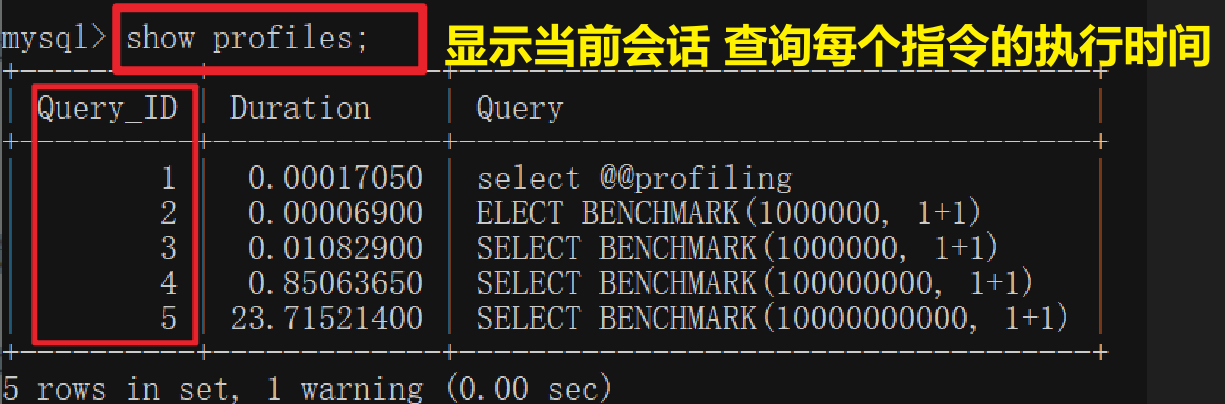 mysql> show profiles; 显示当前会话 查询每个指令的执行时间
+----------+-------------+-------------------------------------+
| Query_ID | Duration | Query |
+----------+-------------+-------------------------------------+
| 1 | 0.00017050 | select @@profiling |
| 2 | 0.00006900 | ELECT BENCHMARK(1000000, 1+1) |
| 3 | 0.01082900 | SELECT BENCHMARK(1000000, 1+1) |
| 4 | 0.85063650 | SELECT BENCHMARK(100000000, 1+1) |
| 5 | 23.71521400 | SELECT BENCHMARK(10000000000, 1+1) |
+----------+-------------+-------------------------------------+
5 rows in set, 1 warning (0.00 sec)